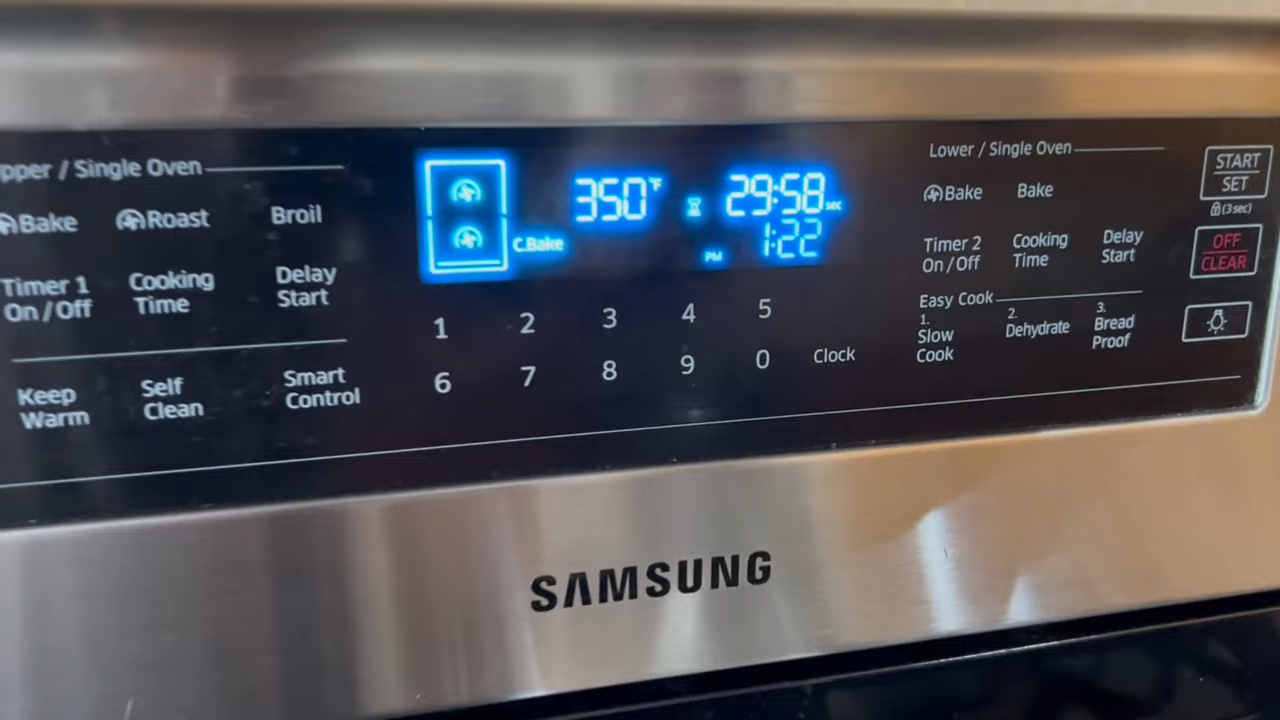 Upper / Single Oven
Bake
Roast
Broil
Timer 1
On / Off
Cooking
Time
Delay
Start
Keep
Warm
Self
Clean
Smart
Control
C.Bake
350°F
29:58 sec
PM 1:22
1 2 3 4 5
6 7 8 9 0 Clock
Lower / Single Oven
Bake
Bake
Timer 2
On / Off
Cooking
Time
Delay
Start
Easy Cook
1.
Slow
Cook
2.
Dehydrate
3.
Bread
Proof
START
SET
(3 sec)
OFF
CLEAR
SAMSUNG